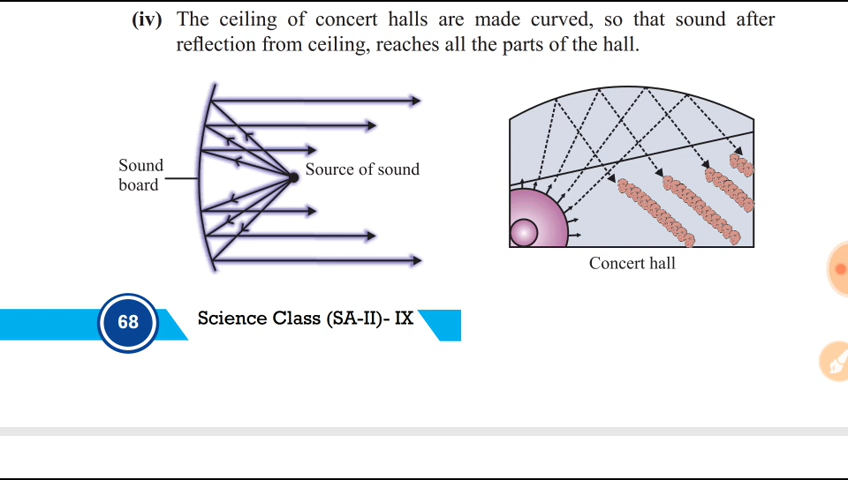 (iv) The ceiling of concert halls are made curved, so that sound after
reflection from ceiling, reaches all the parts of the hall.
Sound
board
Source of sound
Concert hall
68
Science Class (SA-II)- IX